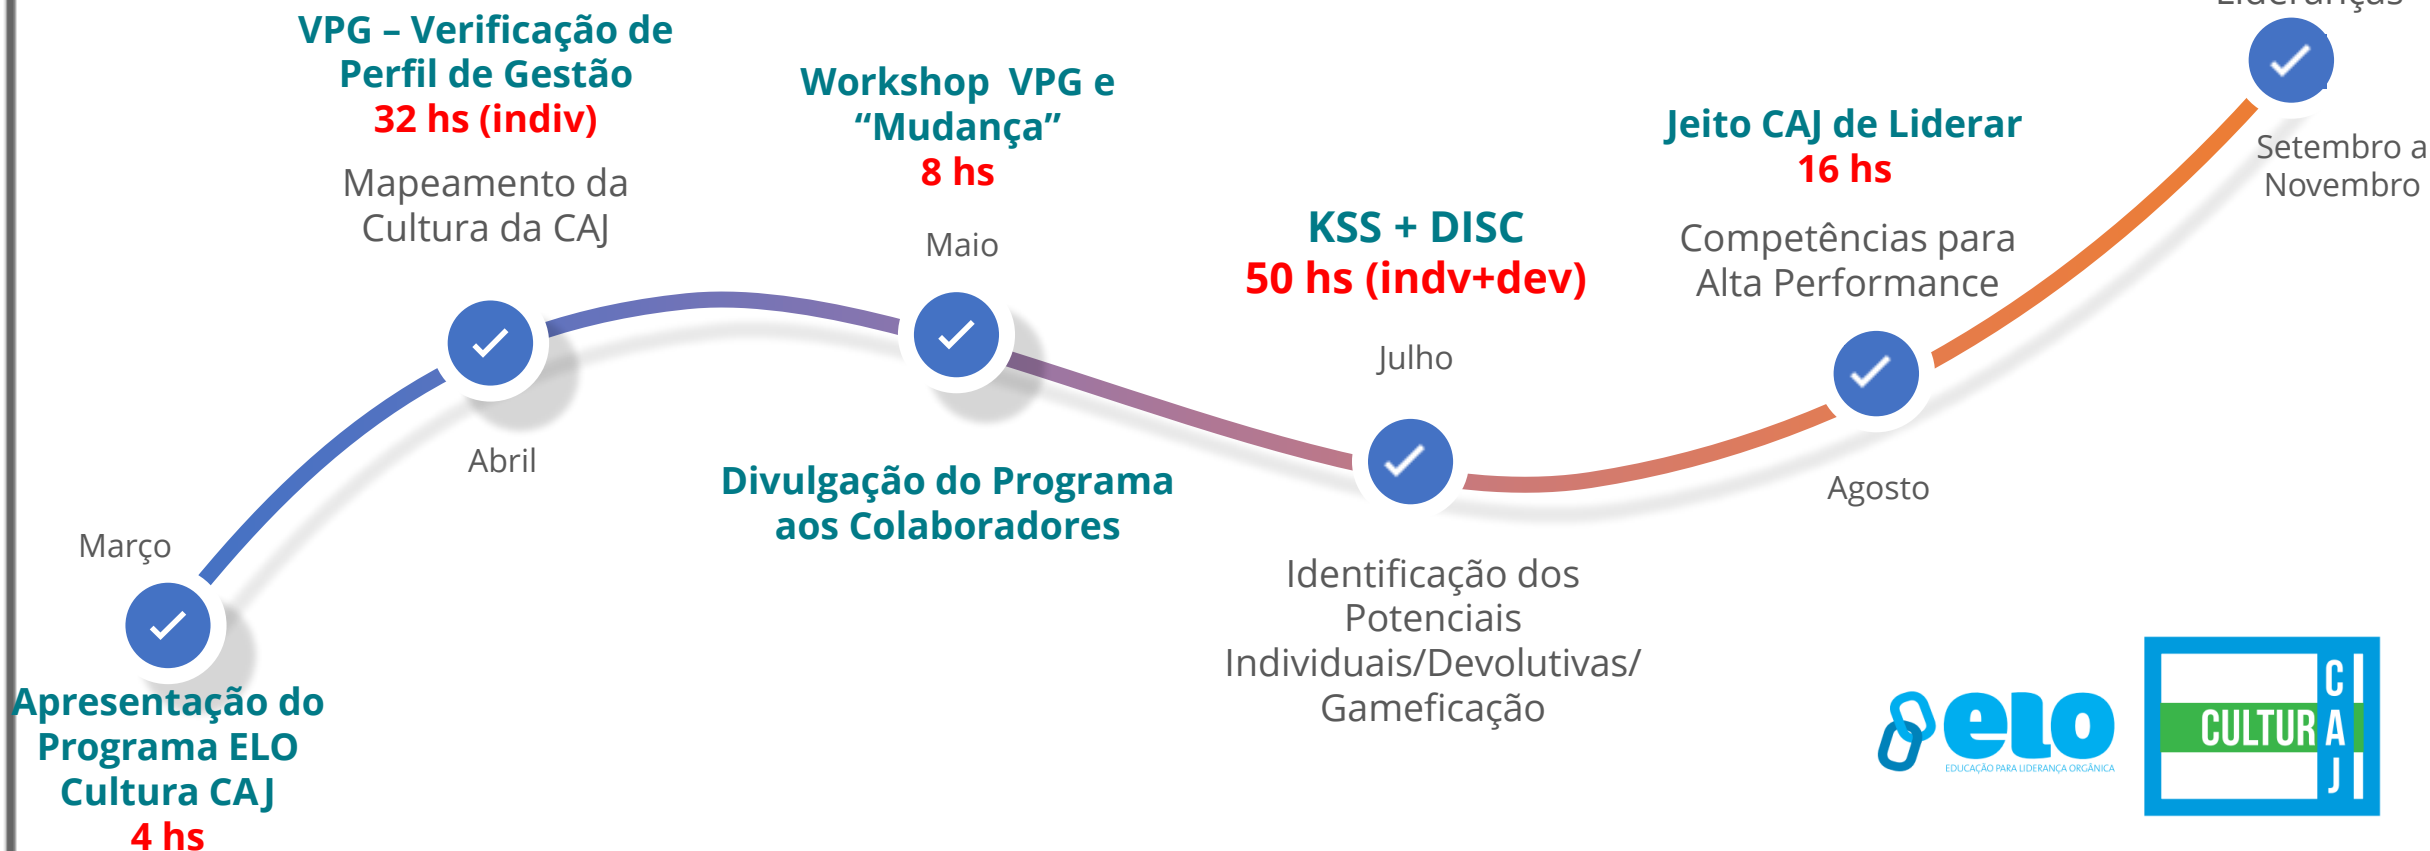 VPG – Verificação de
Perfil de Gestão
32 hs (indiv)
Mapeamento da
Cultura da CAJ
Abril
Março
Apresentação do
Programa ELO
Cultura CAJ
4 hs
Workshop  VPG e
“Mudança”
8 hs
Maio
Divulgação do Programa
aos Colaboradores
KSS + DISC
50 hs (indv+dev)
Julho
Identificação dos
Potenciais
Individuais/Devolutivas/
Gameficação
Jeito CAJ de Liderar
16 hs
Competências para
Alta Performance
Agosto
Lideranças
Setembro a
Novembro
elo
EDUCAÇÃO PARA LIDERANÇA ORGÂNICA
CULTURA
CAJ